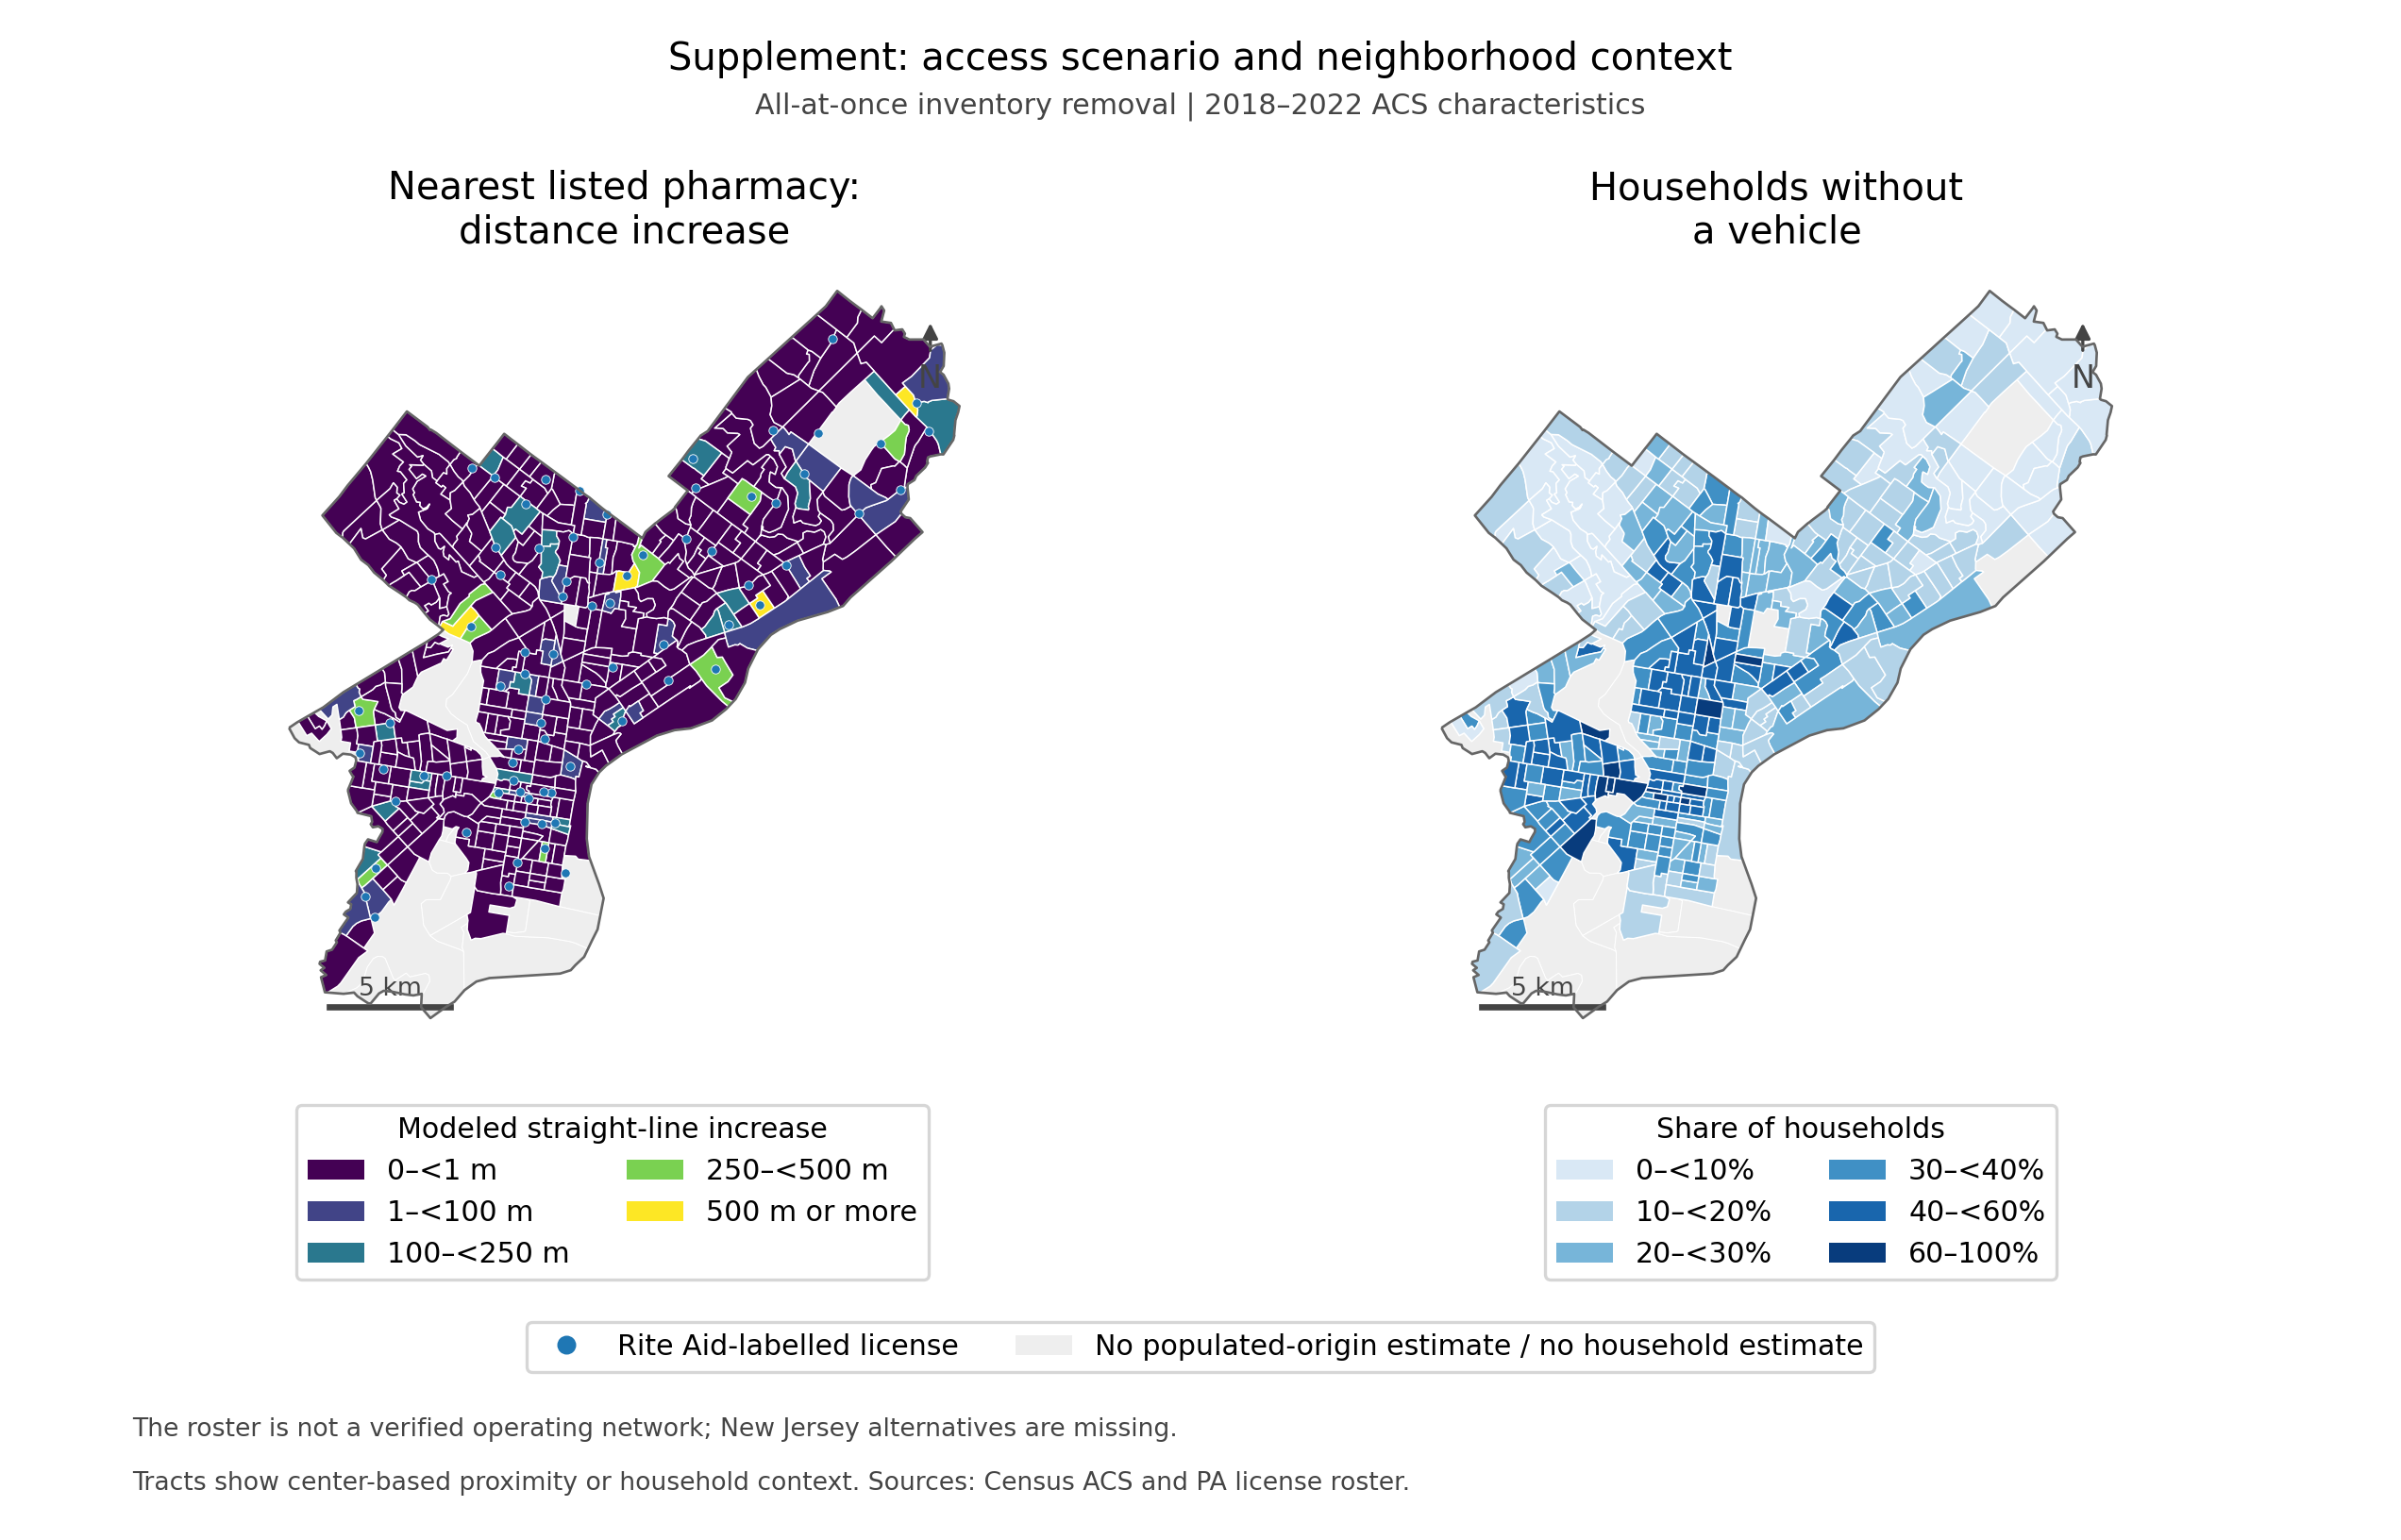 Supplement: access scenario and neighborhood context
All-at-once inventory removal | 2018–2022 ACS characteristics
Nearest listed pharmacy:
distance increase
Households without
a vehicle
N
N
5 km
5 km
Modeled straight-line increase
0–<1 m
1–<100 m
100–<250 m
250–<500 m
500 m or more
Share of households
0–<10%
10–<20%
20–<30%
30–<40%
40–<60%
60–100%
Rite Aid-labelled license
No populated-origin estimate / no household estimate
The roster is not a verified operating network; New Jersey alternatives are missing.
Tracts show center-based proximity or household context. Sources: Census ACS and PA license roster.